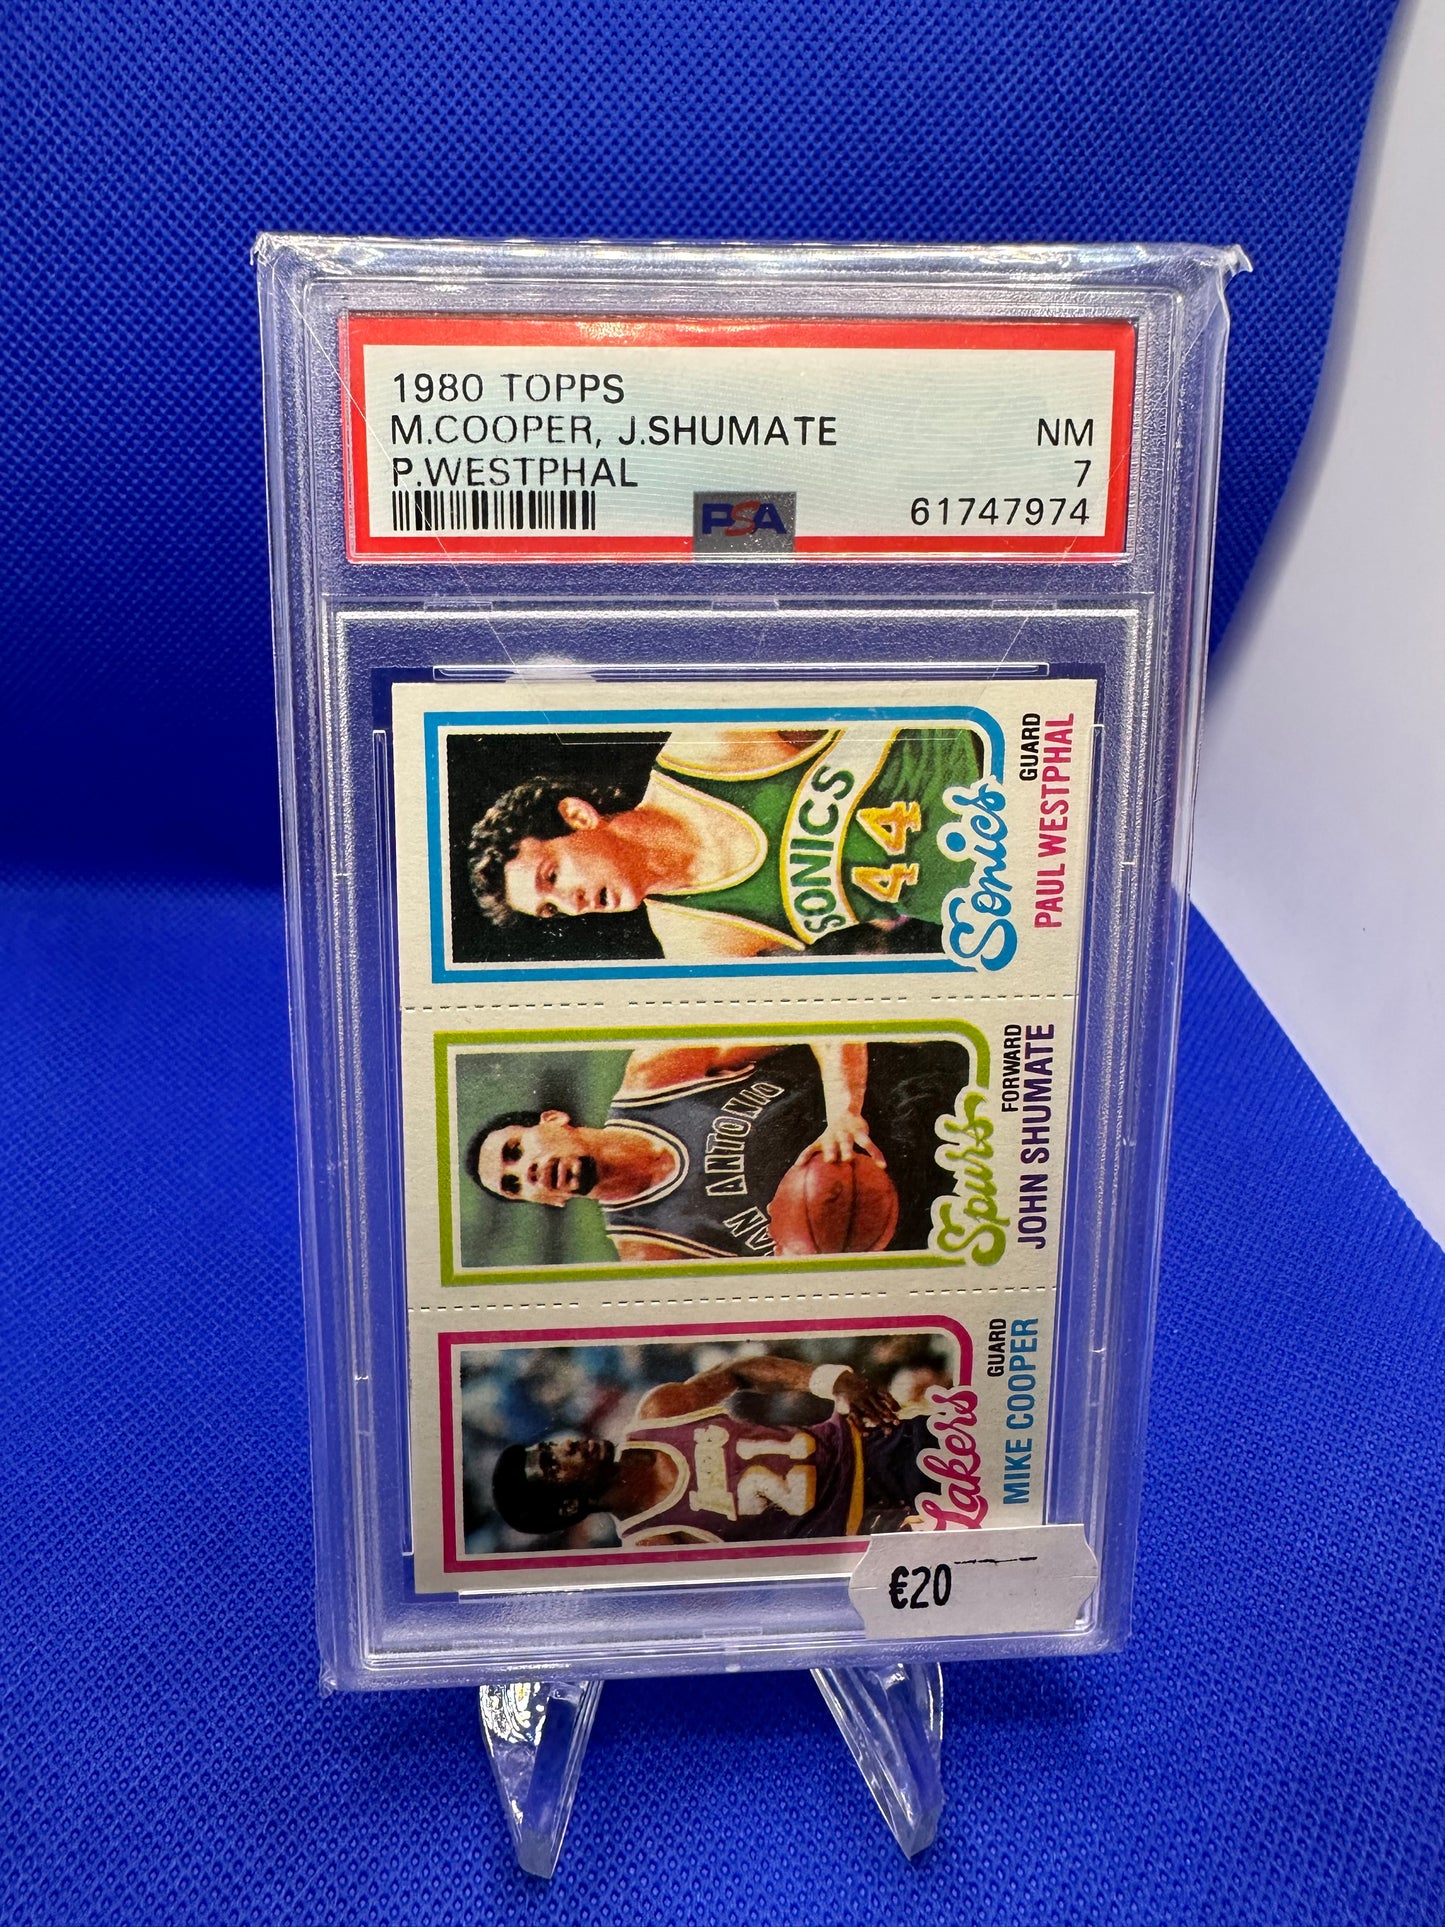 1980 TOPPS
M.COOPER, J.SHUMATE
NM
P.WESTPHAL
7
PSA
61747974
SONICS
44
Sonics
GUARD
PAUL WESTPHAL
SAN ANTONIO
Spurs
FORWARD
JOHN SHUMATE
Lakers
21
Lakers
GUARD
MIKE COOPER
€20